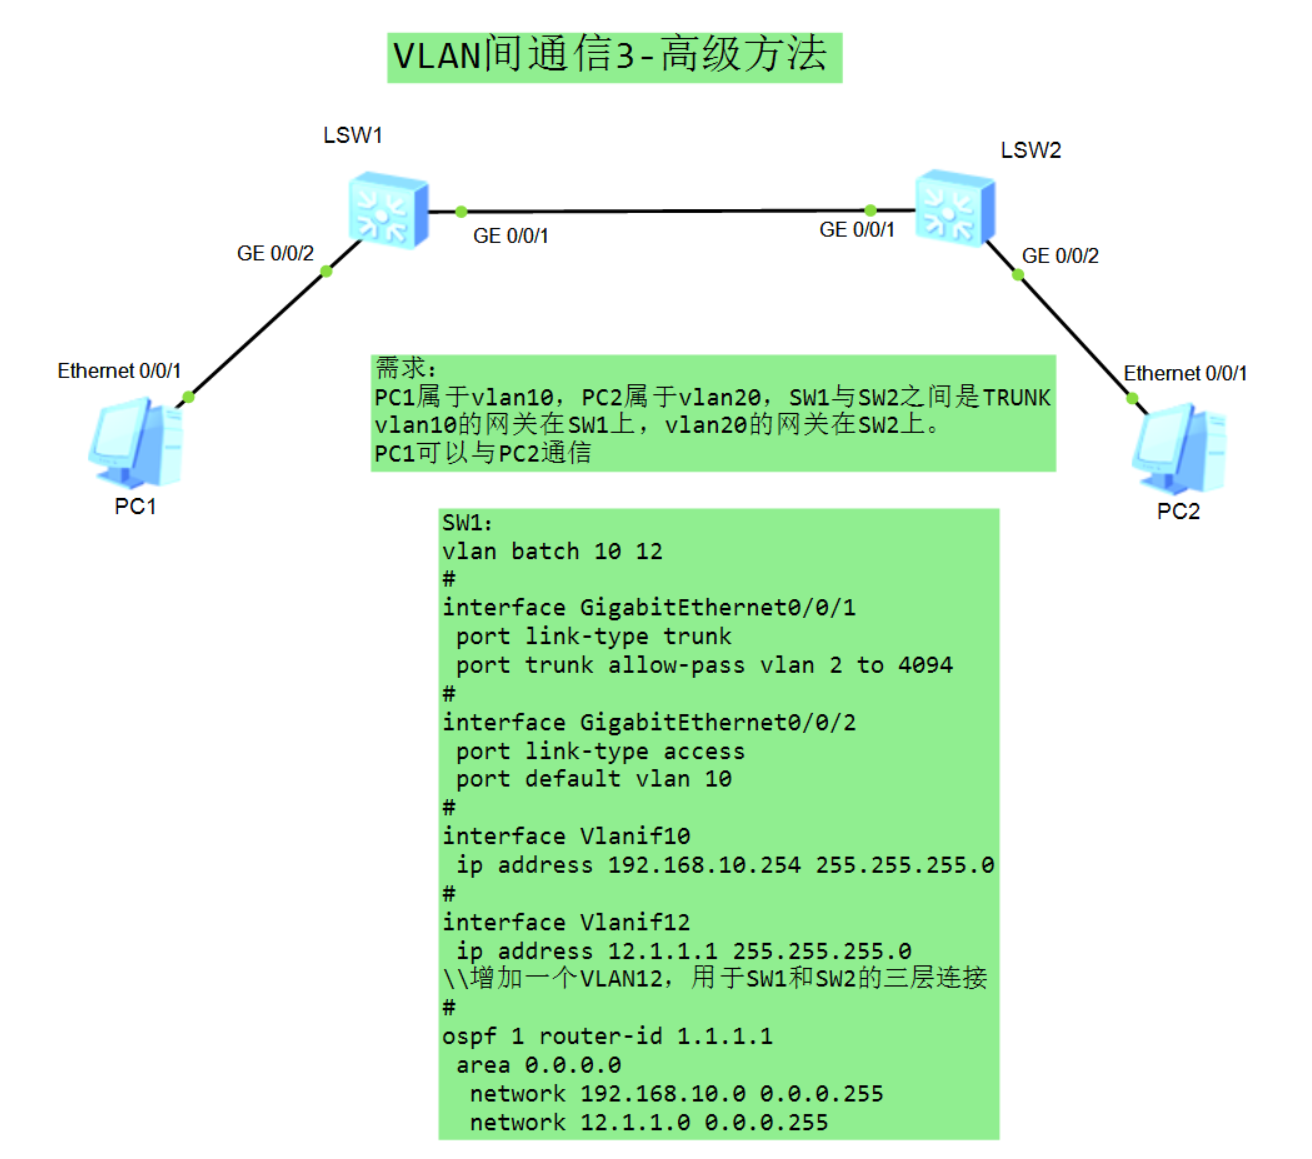 VLAN间通信3-高级方法
LSW1
LSW2
GE 0/0/1
GE 0/0/1
GE 0/0/2
GE 0/0/2
Ethernet 0/0/1
Ethernet 0/0/1
PC1
PC2
需求:
PC1属于vlan10, PC2属于vlan20, SW1与SW2之间是TRUNK
vlan10的网关在SW1上, vlan20的网关在SW2上。
PC1可以与PC2通信
SW1:
vlan batch 10 12
#
interface GigabitEthernet0/0/1
port link-type trunk
port trunk allow-pass vlan 2 to 4094
#
interface GigabitEthernet0/0/2
port link-type access
port default vlan 10
#
interface Vlanif10
ip address 192.168.10.254 255.255.255.0
#
interface Vlanif12
ip address 12.1.1.1 255.255.255.0
\\增加一个VLAN12, 用于SW1和SW2的三层连接
#
ospf 1 router-id 1.1.1.1
area 0.0.0.0
network 192.168.10.0 0.0.0.255
network 12.1.1.0 0.0.0.255